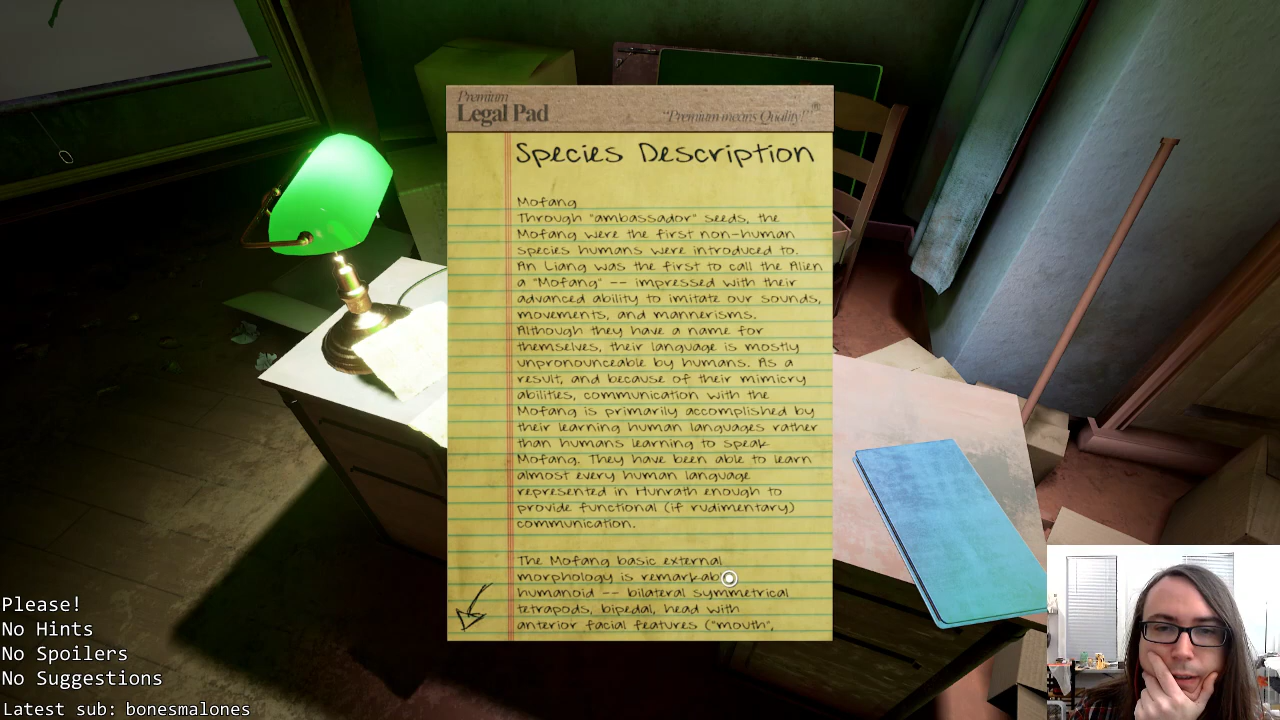 Premium
Legal Pad
"Premium means Quality!"®
Species Description
Mofang
Through "ambassador" seeds, the
Mofang were the first non-human
species humans were introduced to.
An Liang was the first to call the Alien
a "Mofang" -- impressed with their
advanced ability to imitate our sounds,
movements, and mannerisms.
Although they have a name for
themselves, their language is mostly
unpronounceable by humans. As a
result, and because of their mimicry
abilities, communication with the
Mofang is primarily accomplished by
their learning human languages rather
than humans learning to speak
Mofang. They have been able to learn
almost every human language
represented in Hunrath enough to
provide functional (if rudimentary)
communication.
The Mofang basic external
morphology is remarkab
humanoid -- bilateral symmetrical
tetrapods, bipedal, head with
anterior facial features ("mouth",
Please!
No Hints
No Spoilers
No Suggestions
Latest sub: bonesmalones